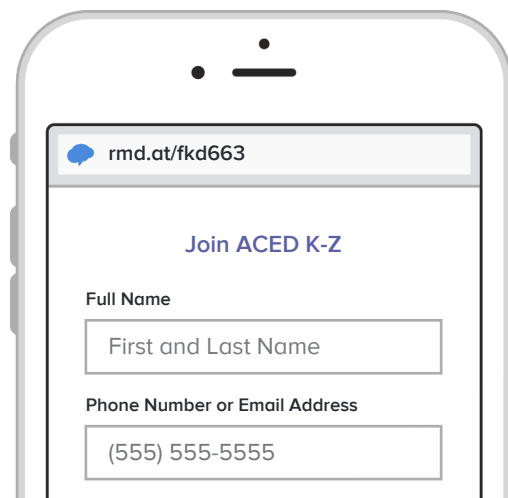 rmd.at/fkd663
Join ACED K-Z
Full Name
First and Last Name
Phone Number or Email Address
(555) 555-5555